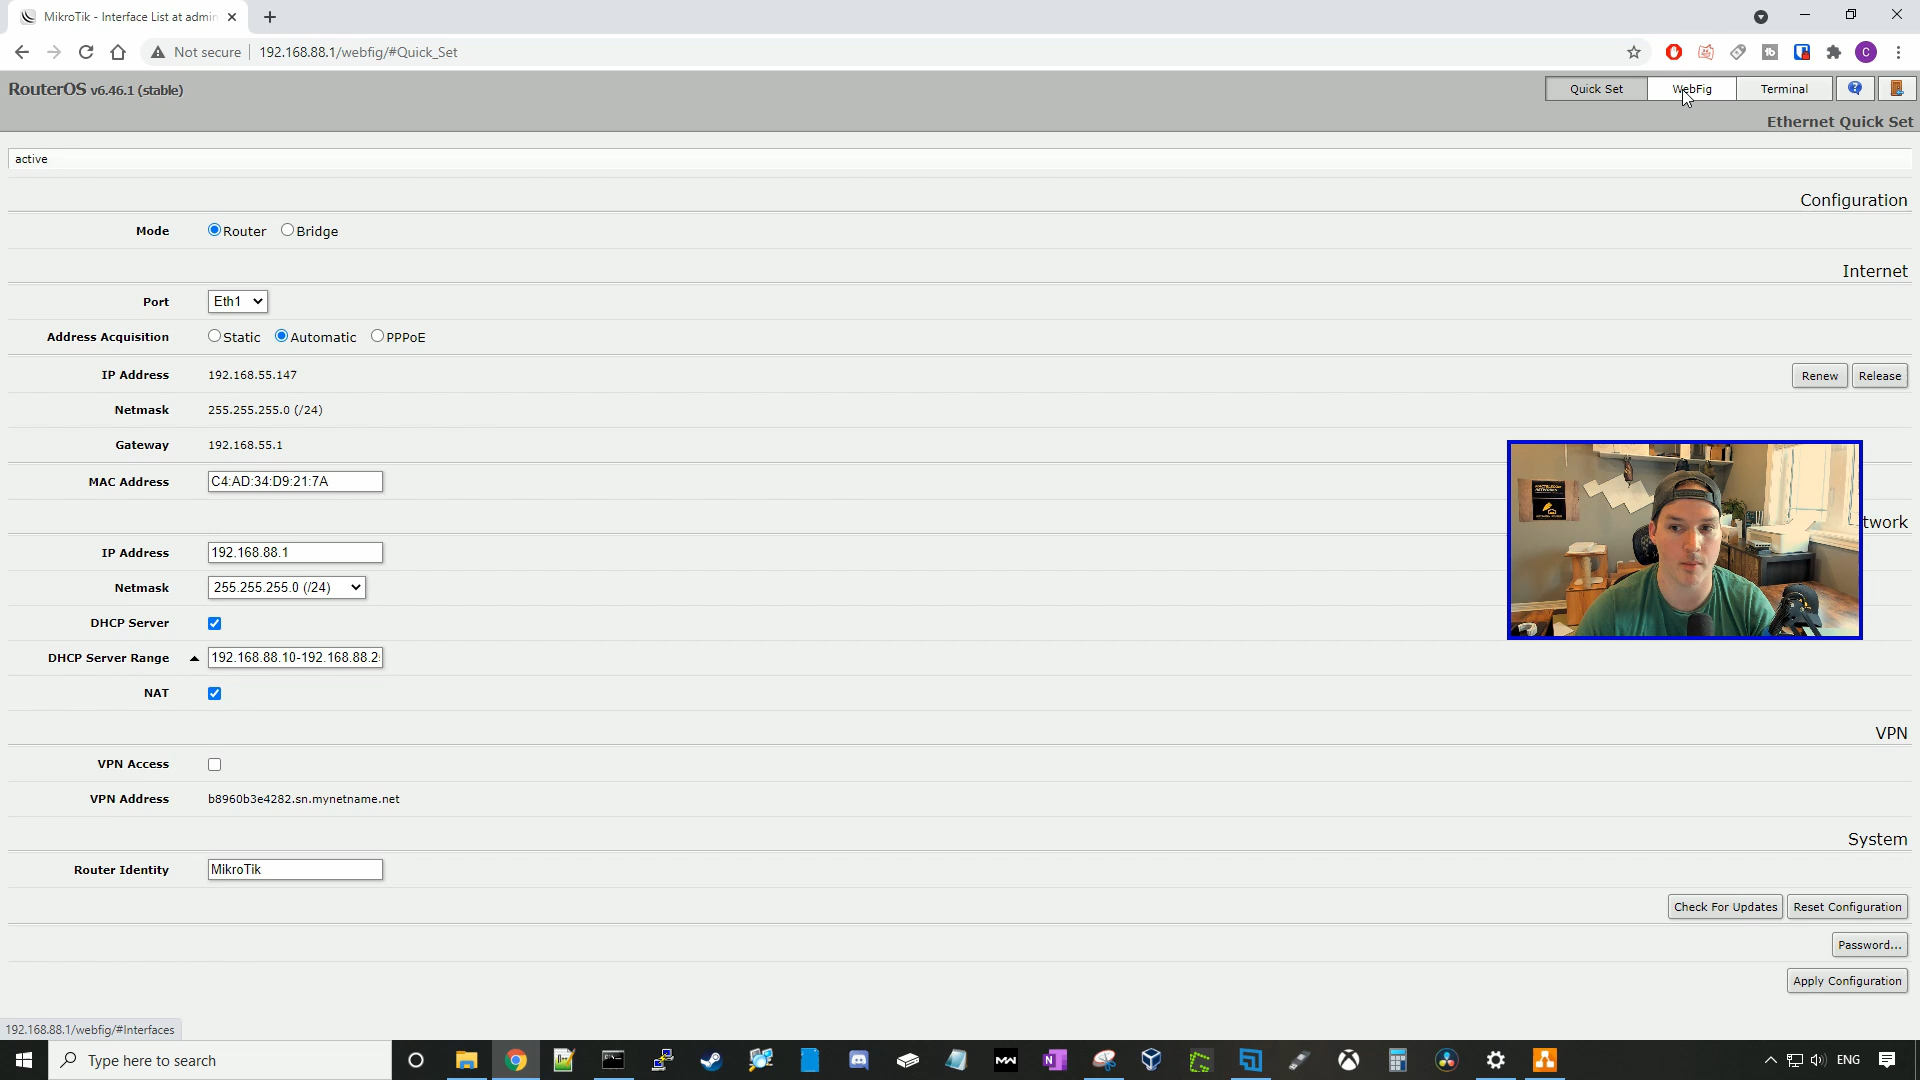 MikroTik - Interface List at admin
Not secure
192.168.88.1/webfig/#Quick_Set
RouterOS v6.46.1 (stable)
Quick Set
WebFig
Terminal
Ethernet Quick Set
active
Configuration
Mode
Router
Bridge
Internet
Port
Eth1
Address Acquisition
Static
Automatic
PPPoE
IP Address
192.168.55.147
Renew
Release
Netmask
255.255.255.0 (/24)
Gateway
192.168.55.1
MAC Address
C4:AD:34:D9:21:7A
twork
IP Address
192.168.88.1
Netmask
255.255.255.0 (/24)
DHCP Server
DHCP Server Range
192.168.88.10-192.168.88.2
NAT
VPN
VPN Access
VPN Address
b8960b3e4282.sn.mynetname.net
System
Router Identity
MikroTik
Check For Updates
Reset Configuration
Password...
Apply Configuration
192.168.88.1/webfig/#Interfaces
Type here to search
ENG